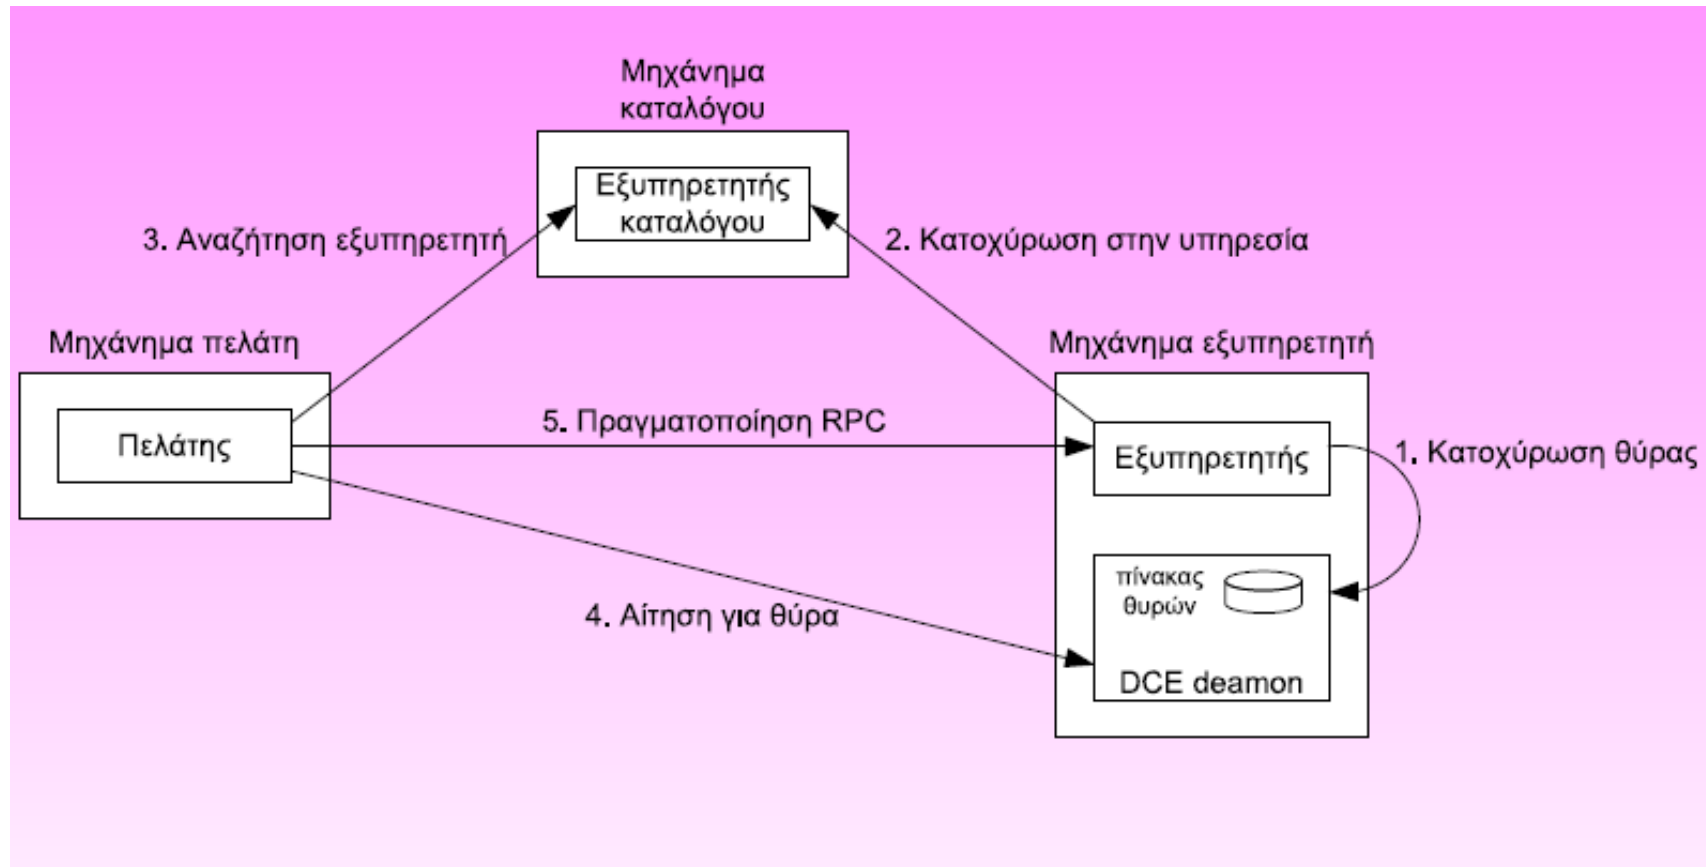 Μηχάνημα
καταλόγου
Εξυπηρετητής
καταλόγου
3. Αναζήτηση εξυπηρετητή
2. Κατοχύρωση στην υπηρεσία
Μηχάνημα πελάτη
Μηχάνημα εξυπηρετητή
5. Πραγματοποίηση RPC
Πελάτης
Εξυπηρετητής
1. Κατοχύρωση θύρας
πίνακας
θυρών
4. Αίτηση για θύρα
DCE deamon